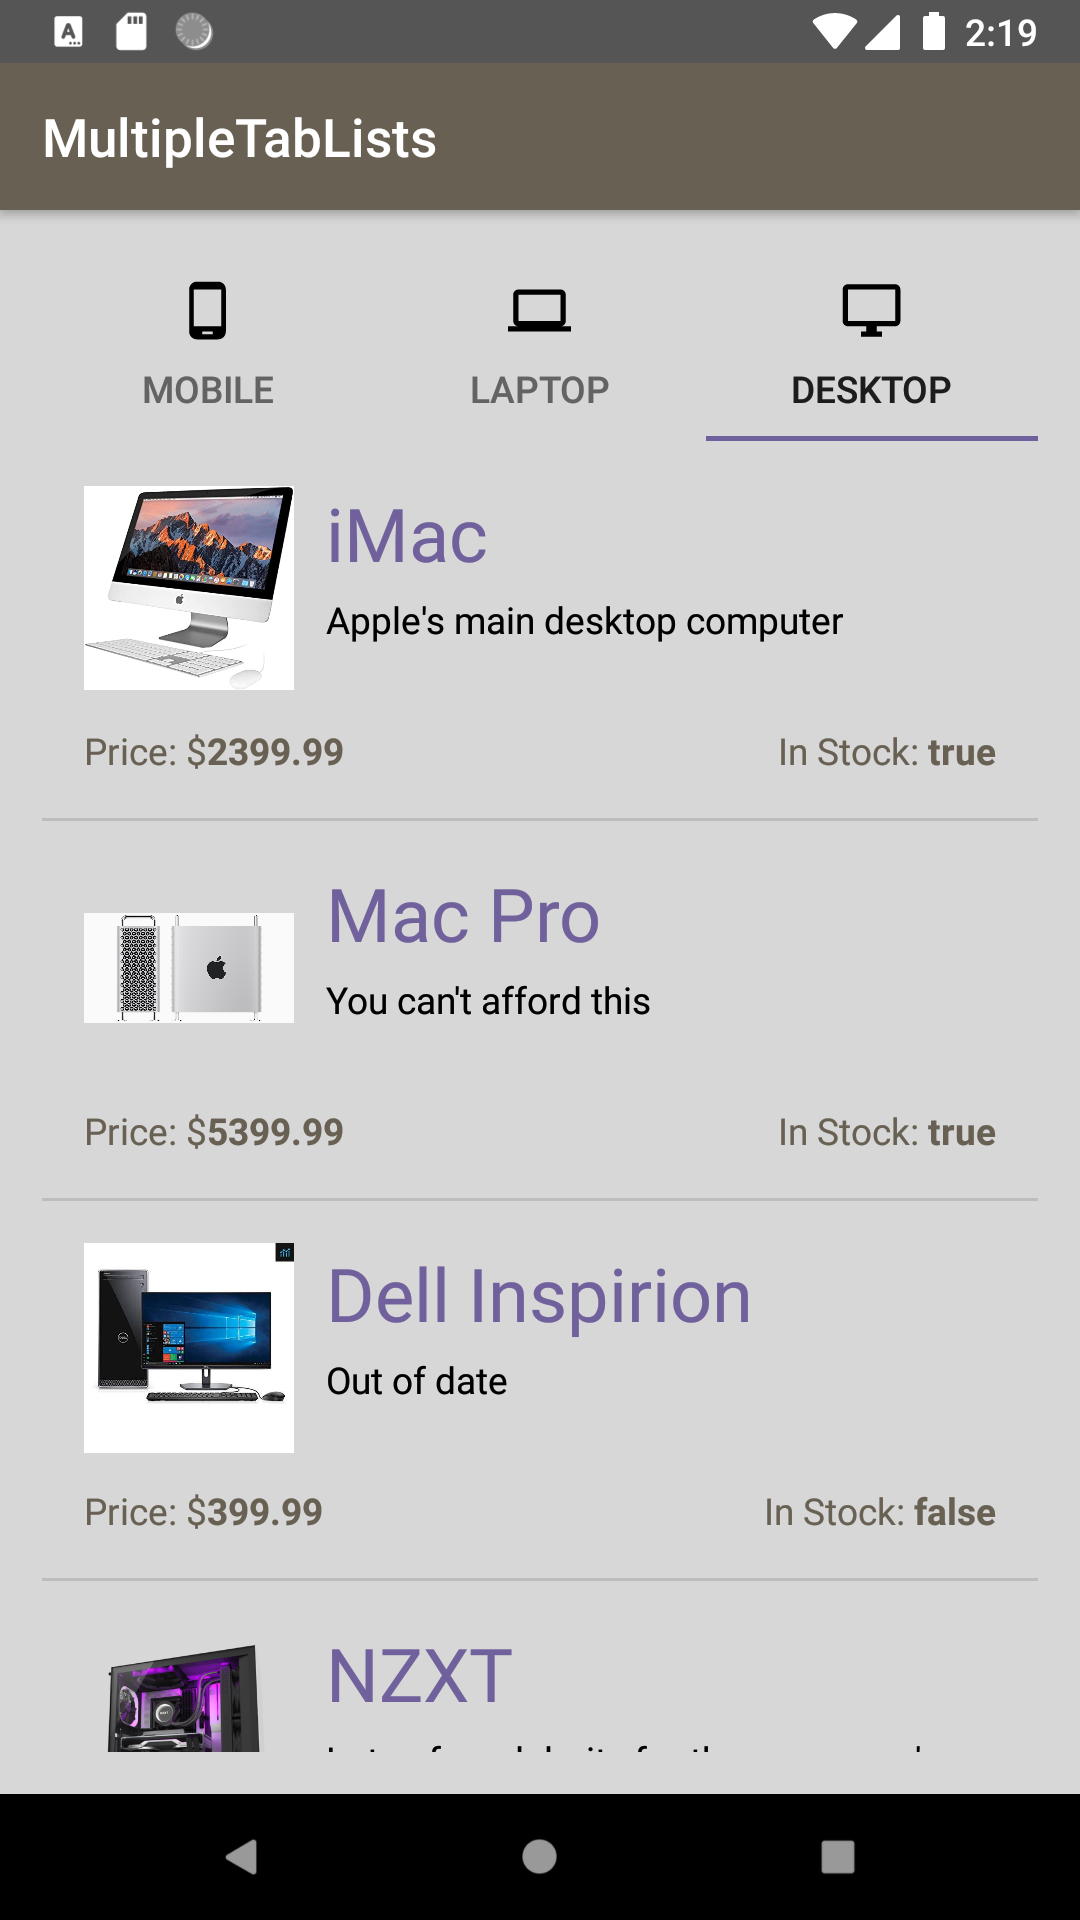 2:19
MultipleTabLists
MOBILE
LAPTOP
DESKTOP
iMac
Apple's main desktop computer
Price: $2399.99
In Stock: true
Mac Pro
You can't afford this
Price: $5399.99
In Stock: true
Dell Inspirion
Out of date
Price: $399.99
In Stock: false
NZXT